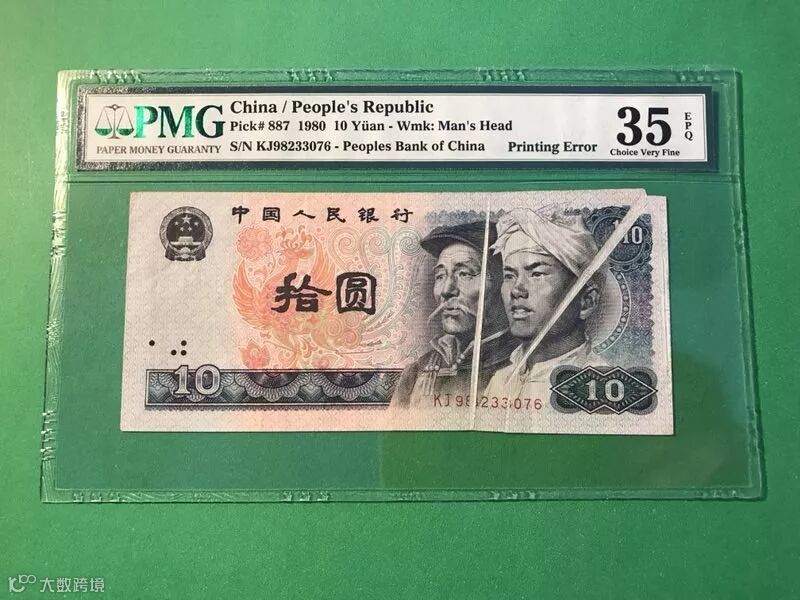 PMG
PAPER MONEY GUARANTY
China / People's Republic
Pick# 887 1980 10 Yüan - Wmk: Man's Head
S/N KJ98233076 - Peoples Bank of China
Printing Error
35
EPQ
Choice Very Fine
中国人民银行
10
拾圆
10
KJ98233076
10
大数跨境